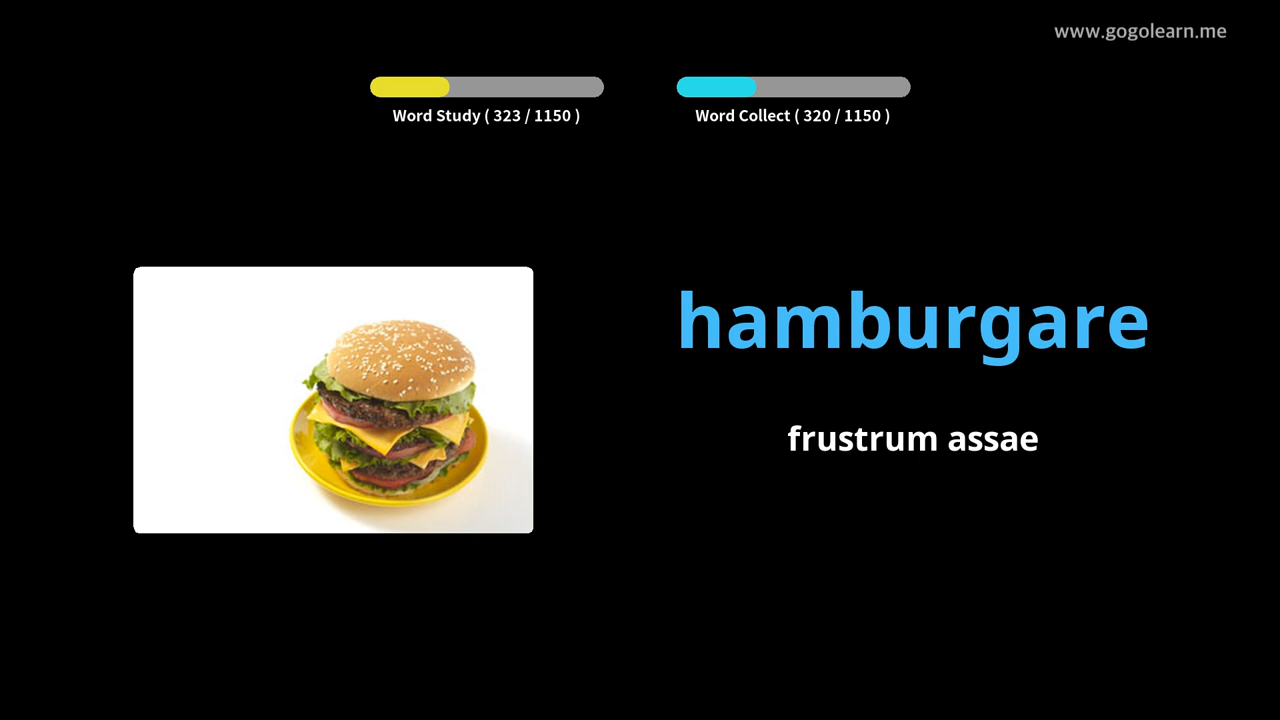 www.gogolearn.me
Word Study ( 323 / 1150 )
Word Collect ( 320 / 1150 )
hamburgare
frustrum assae